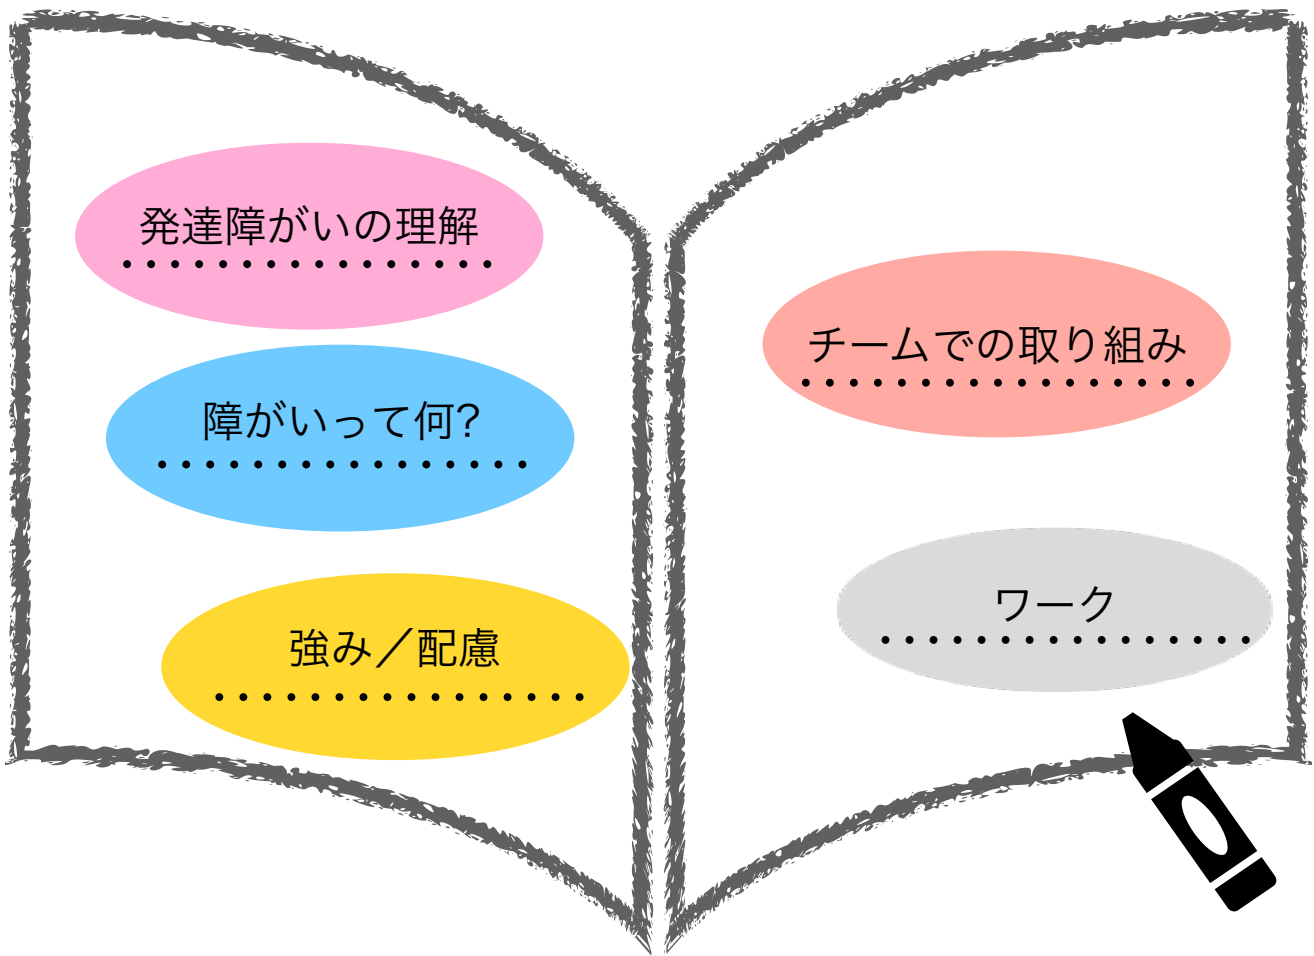 発達障がいの理解
障がいって何?
強み／配慮
チームでの取り組み
ワーク